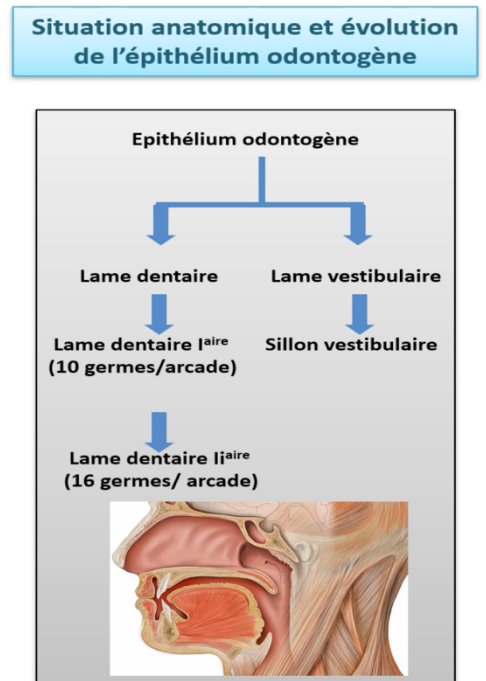 Situation anatomique et évolution
de l'épithélium odontogène
Epithélium odontogène
Lame dentaire
Lame vestibulaire
Lame dentaire Iaire
(10 germes/arcade)
Sillon vestibulaire
Lame dentaire Iiaire
(16 germes/ arcade)